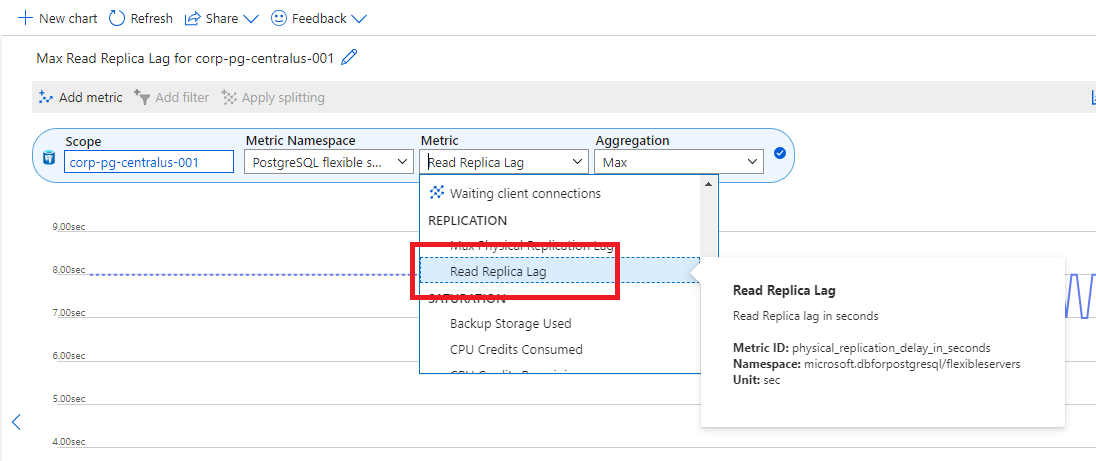 New chart Refresh Share Feedback
Max Read Replica Lag for corp-pg-centralus-001
Add metric Add filter Apply splitting
Scope Metric Namespace Metric Aggregation
corp-pg-centralus-001 PostgreSQL flexible s... Read Replica Lag Max
Waiting client connections
REPLICATION
9.00sec
Max Physical Replication Lag
Read Replica Lag
8.00sec
Read Replica Lag
SATURATION
Read Replica lag in seconds
7.00sec
Backup Storage Used
Metric ID: physical_replication_delay_in_seconds
CPU Credits Consumed
6.00sec
Namespace: microsoft.dbforpostgresql/flexibleservers
Unit: sec
5.00sec
4.00sec